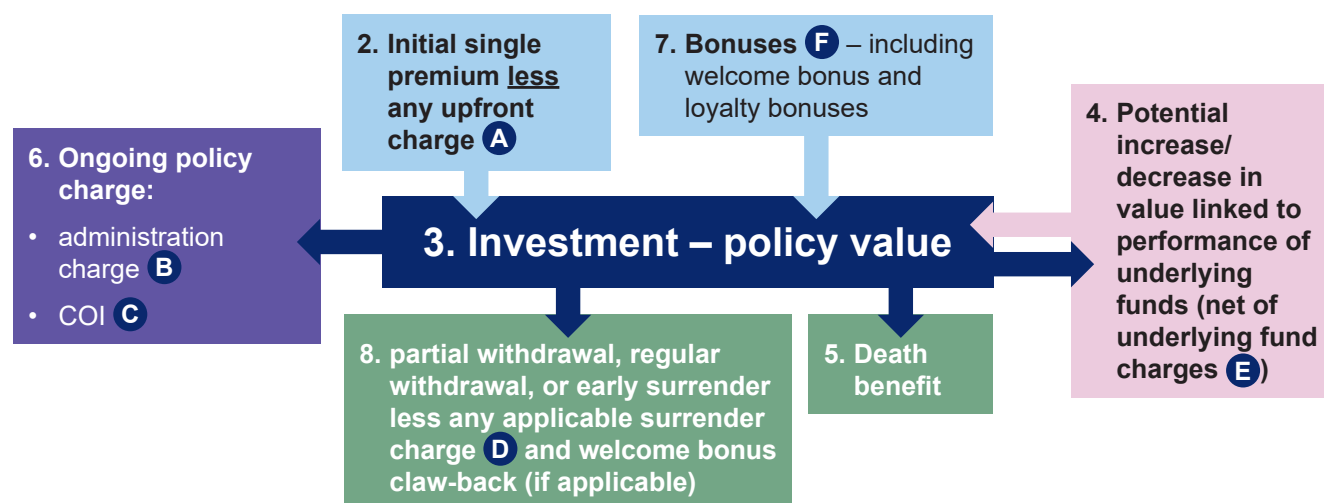 2. Initial single
premium less
any upfront
charge A
7. Bonuses F – including
welcome bonus and
loyalty bonuses
4. Potential
increase/
decrease in
value linked to
performance of
underlying
funds (net of
underlying fund
charges E)
6. Ongoing policy
charge:
• administration
charge B
• COI C
3. Investment – policy value
8. partial withdrawal, regular
withdrawal, or early surrender
less any applicable surrender
charge D and welcome bonus
claw-back (if applicable)
5. Death
benefit